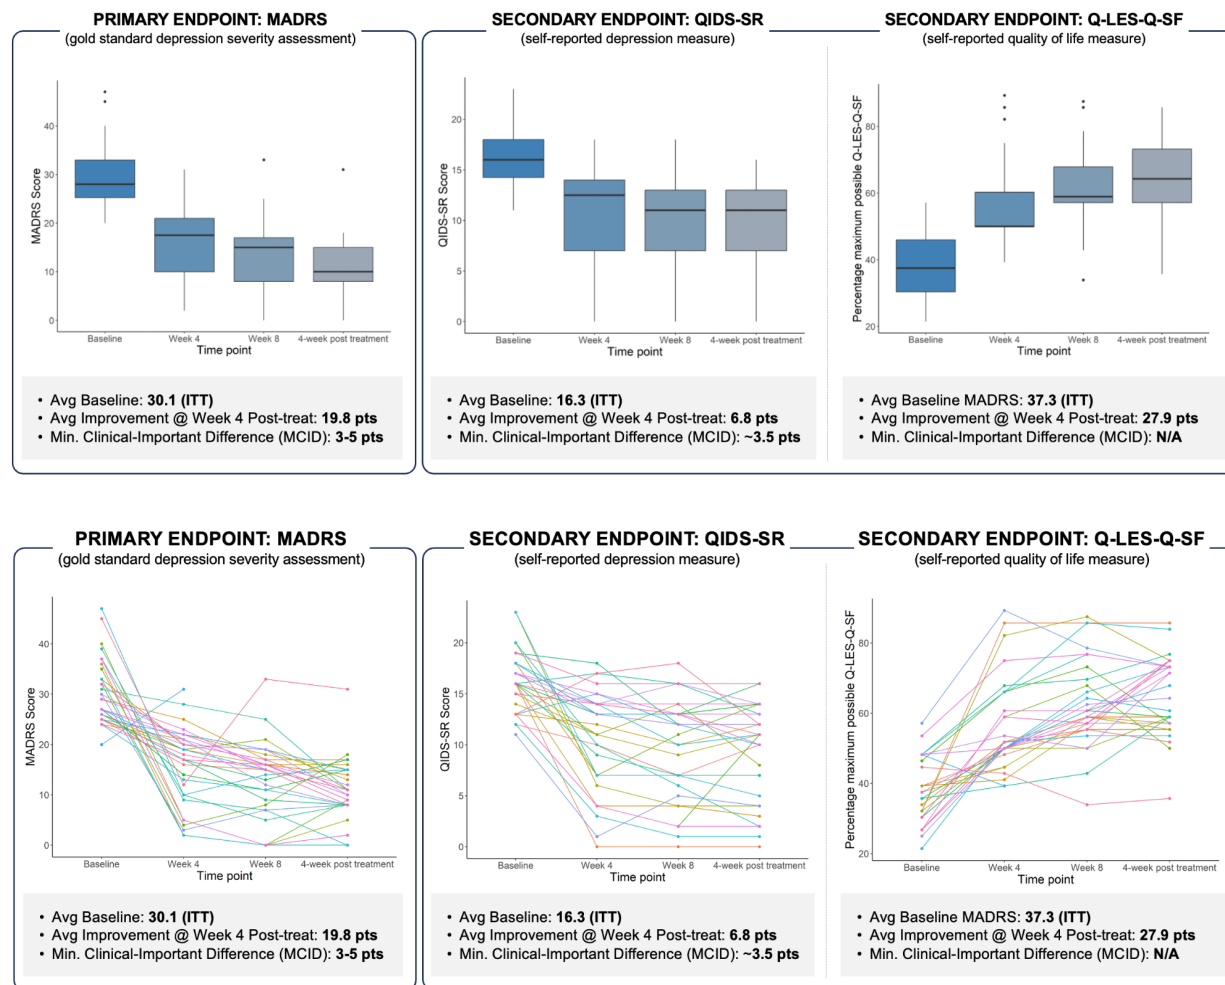 PRIMARY ENDPOINT: MADRS
(gold standard depression severity assessment)
MADRS Score
40
30
20
10
0
Baseline
Week 4
Week 8
4-week post treatment
Time point
• Avg Baseline: 30.1 (ITT)
• Avg Improvement @ Week 4 Post-treat: 19.8 pts
• Min. Clinical-Important Difference (MCID): 3-5 pts
SECONDARY ENDPOINT: QIDS-SR
(self-reported depression measure)
QIDS-SR Score
20
15
10
5
0
Baseline
Week 4
Week 8
4-week post treatment
Time point
• Avg Baseline: 16.3 (ITT)
• Avg Improvement @ Week 4 Post-treat: 6.8 pts
• Min. Clinical-Important Difference (MCID): ~3.5 pts
SECONDARY ENDPOINT: Q-LES-Q-SF
(self-reported quality of life measure)
Percentage maximum possible Q-LES-Q-SF
80
60
40
20
Baseline
Week 4
Week 8
4-week post treatment
Time point
• Avg Baseline MADRS: 37.3 (ITT)
• Avg Improvement @ Week 4 Post-treat: 27.9 pts
• Min. Clinical-Important Difference (MCID): N/A
PRIMARY ENDPOINT: MADRS
(gold standard depression severity assessment)
MADRS Score
40
30
20
10
0
Baseline
Week 4
Week 8
4-week post treatment
Time point
• Avg Baseline: 30.1 (ITT)
• Avg Improvement @ Week 4 Post-treat: 19.8 pts
• Min. Clinical-Important Difference (MCID): 3-5 pts
SECONDARY ENDPOINT: QIDS-SR
(self-reported depression measure)
QIDS-SR Score
20
15
10
5
0
Baseline
Week 4
Week 8
4-week post treatment
Time point
• Avg Baseline: 16.3 (ITT)
• Avg Improvement @ Week 4 Post-treat: 6.8 pts
• Min. Clinical-Important Difference (MCID): ~3.5 pts
SECONDARY ENDPOINT: Q-LES-Q-SF
(self-reported quality of life measure)
Percentage maximum possible Q-LES-Q-SF
80
60
40
20
Baseline
Week 4
Week 8
4-week post treatment
Time point
• Avg Baseline MADRS: 37.3 (ITT)
• Avg Improvement @ Week 4 Post-treat: 27.9 pts
• Min. Clinical-Important Difference (MCID): N/A